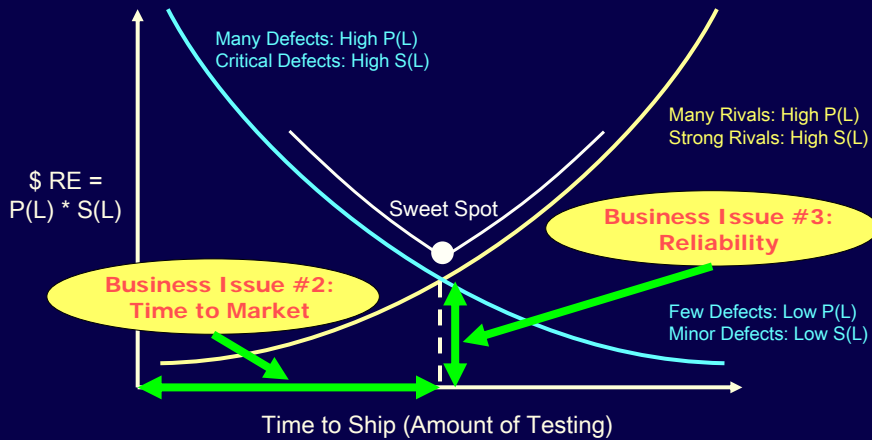 Many Defects: High P(L)
Critical Defects: High S(L)
Many Rivals: High P(L)
Strong Rivals: High S(L)
$ RE =
P(L) * S(L)
Sweet Spot
Business Issue #3:
Reliability
Business Issue #2:
Time to Market
Few Defects: Low P(L)
Minor Defects: Low S(L)
Time to Ship (Amount of Testing)